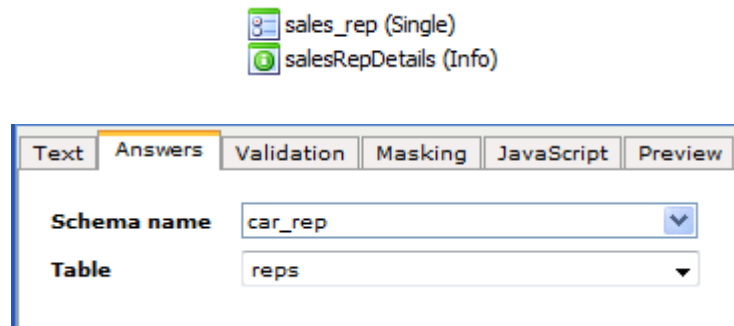 sales_rep (Single)
salesRepDetails (Info)
Text Answers Validation Masking JavaScript Preview
Schema name car_rep
Table reps